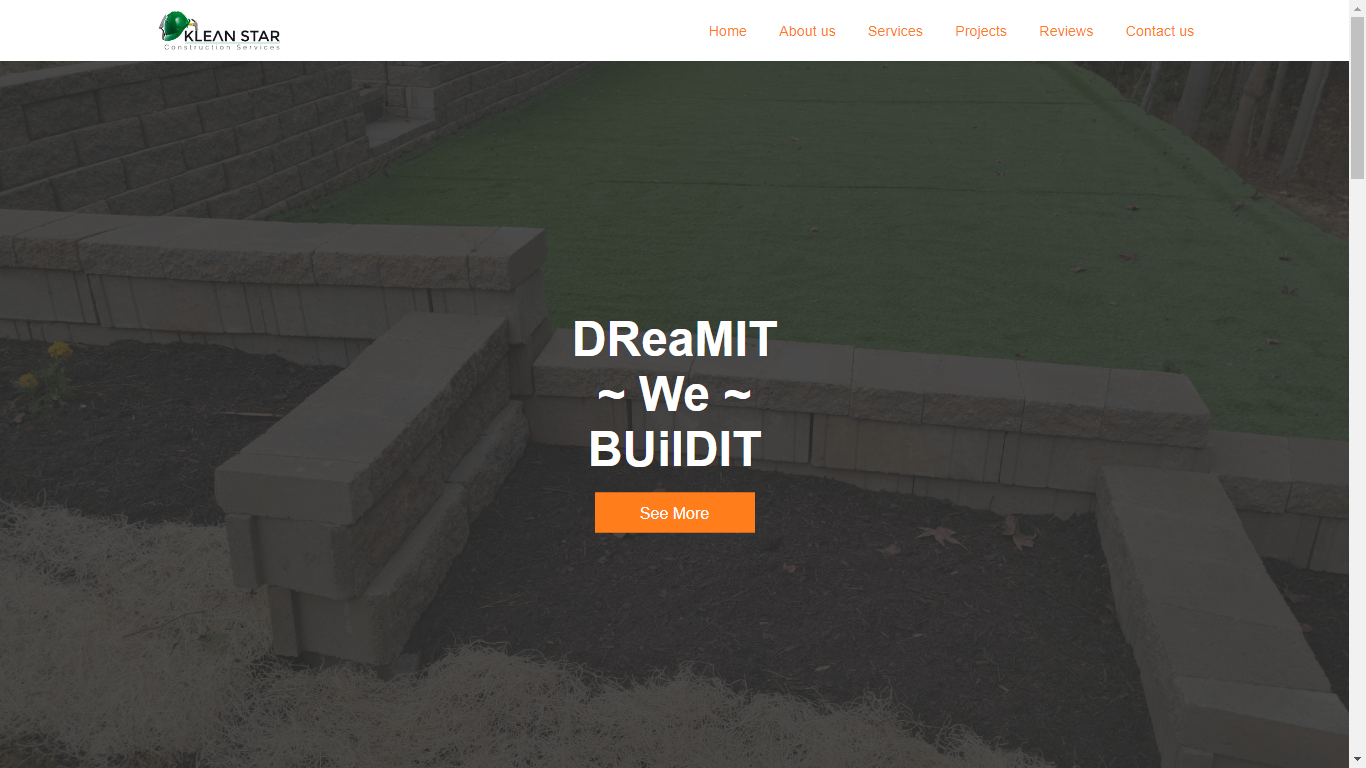 KLEAN STAR
Construction Services
Home
About us
Services
Projects
Reviews
Contact us
DReaMIT
~ We ~
BUilDIT
See More